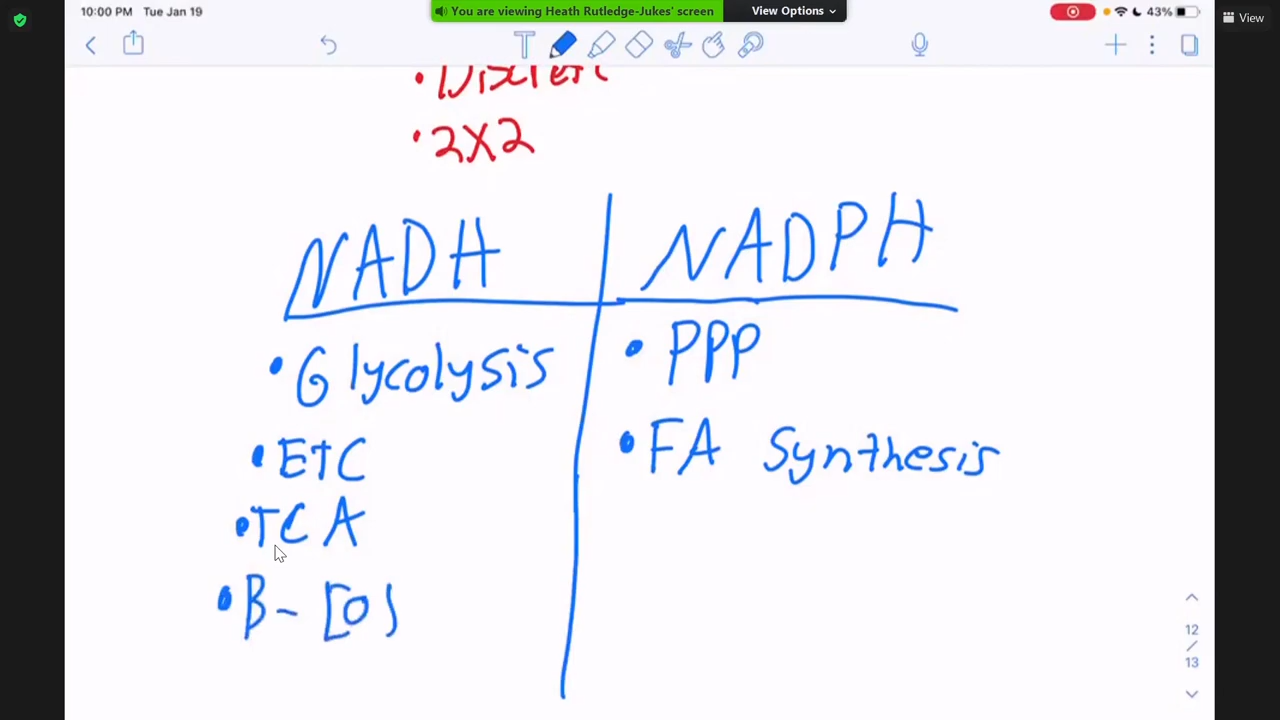 10:00 PM Tue Jan 19
You are viewing Heath Rutledge-Jukes' screen
View Options
43%
View
T
• 2X2
NADH
NADPH
• Glycolysis
• PPP
• ETC
• FA Synthesis
• TCA
• B- [O]
12
/
13